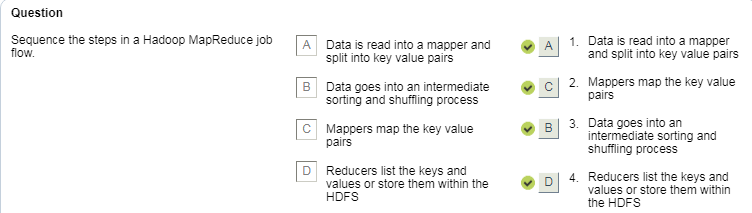 Question
Sequence the steps in a Hadoop MapReduce job
flow.
A Data is read into a mapper and
split into key value pairs
B Data goes into an intermediate
sorting and shuffling process
C Mappers map the key value
pairs
D Reducers list the keys and
values or store them within the
HDFS
A 1. Data is read into a mapper
and split into key value pairs
C 2. Mappers map the key value
pairs
B 3. Data goes into an
intermediate sorting and
shuffling process
D 4. Reducers list the keys and
values or store them within
the HDFS